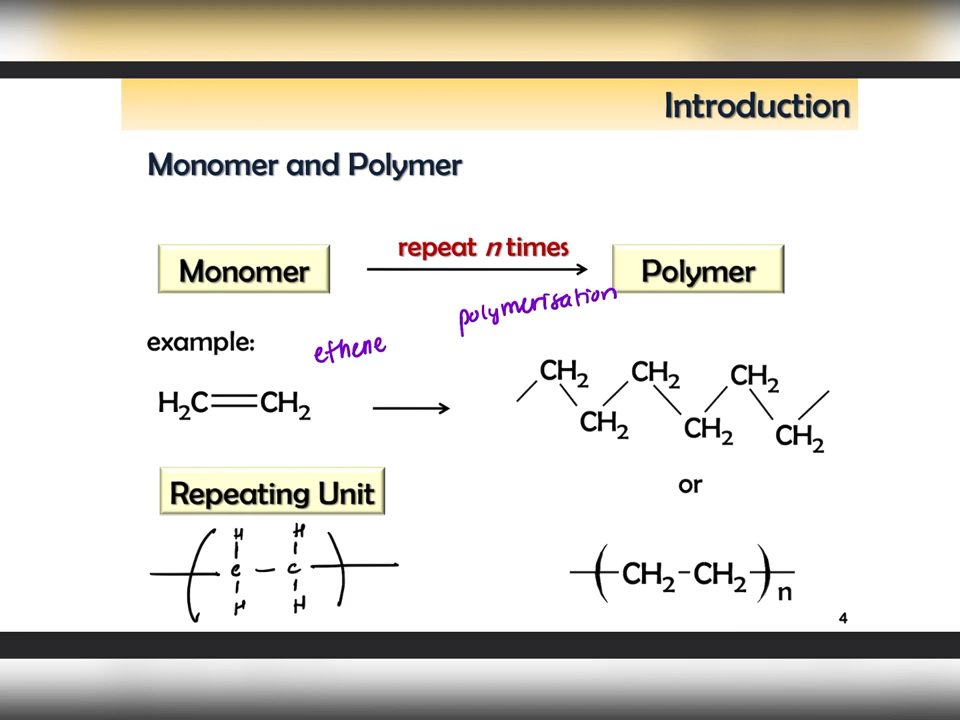 Introduction
Monomer and Polymer
repeat n times
Monomer
Polymer
polymerisation
example:
ethene
H₂C=CH₂
CH₂ CH₂ CH₂
CH₂ CH₂ CH₂
Repeating Unit
or
H H
C – C
H H
(CH₂-CH₂)n
4